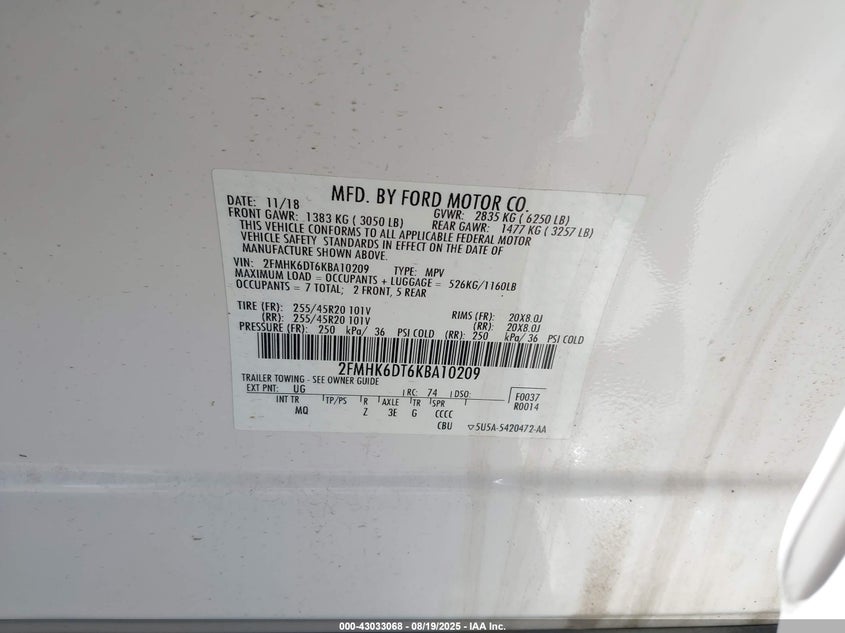 MFD. BY FORD MOTOR CO.
DATE: 11/18 GVWR: 2835 KG ( 6250 LB)
FRONT GAWR: 1383 KG ( 3050 LB) REAR GAWR: 1477 KG ( 3257 LB)
THIS VEHICLE CONFORMS TO ALL APPLICABLE FEDERAL MOTOR
VEHICLE SAFETY STANDARDS IN EFFECT ON THE DATE OF
MANUFACTURE SHOWN ABOVE.
VIN: 2FMHK6DT6KBA10209 TYPE: MPV
MAXIMUM LOAD = OCCUPANTS + LUGGAGE = 526KG/1160LB
OCCUPANTS = 7 TOTAL; 2 FRONT, 5 REAR
TIRE (FR): 255/45R20 101V RIMS (FR): 20X8.0J
(RR): 255/45R20 101V (RR): 20X8.0J
PRESSURE (FR): 250 kPa/ 36 PSI COLD (RR): 250 kPa/ 36 PSI COLD
2FMHK6DT6KBA10209
TRAILER TOWING - SEE OWNER GUIDE
EXT PNT: UG RC: 74 DSO: F0037
INT TR TP/PS R AXLE TR SPR R0014
MQ Z 3E G CCCC
CBU 5U5A-5420472-AA
000-43033068 - 08/19/2025 - IAA Inc.